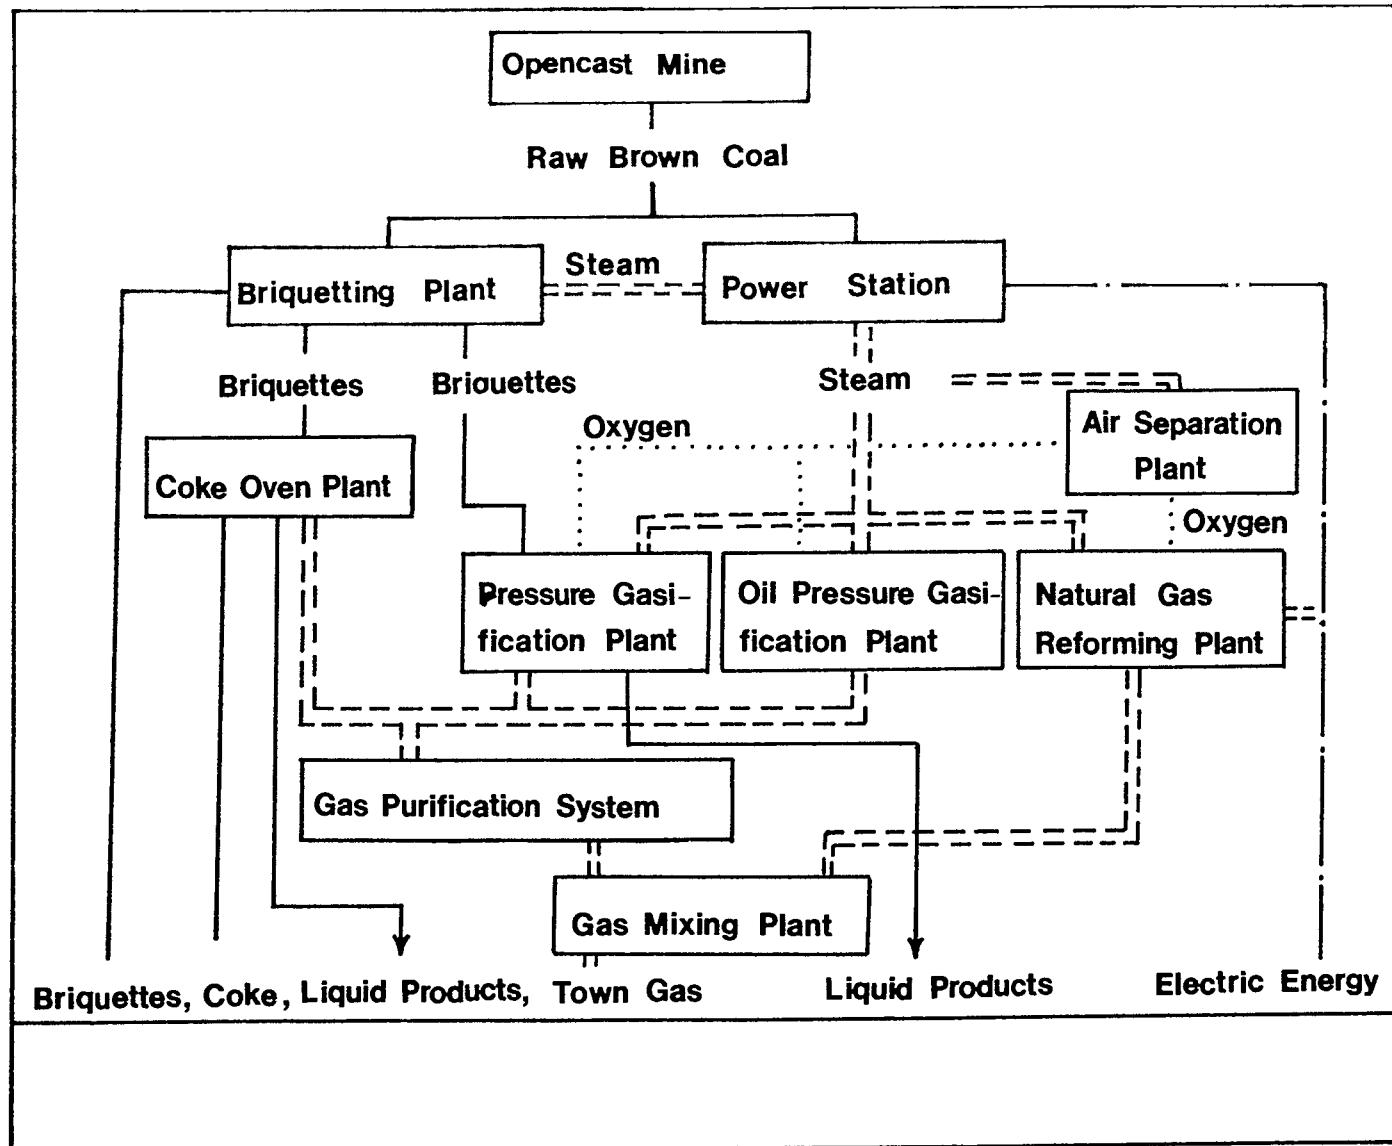 Opencast Mine
Raw Brown Coal
Steam
Briquetting Plant
Power Station
Briquettes
Briquettes
Steam
Oxygen
Air Separation
Plant
Coke Oven Plant
Oxygen
Pressure Gasi-
fication Plant
Oil Pressure Gasi-
fication Plant
Natural Gas
Reforming Plant
Gas Purification System
Gas Mixing Plant
Briquettes, Coke, Liquid Products, Town Gas
Liquid Products
Electric Energy